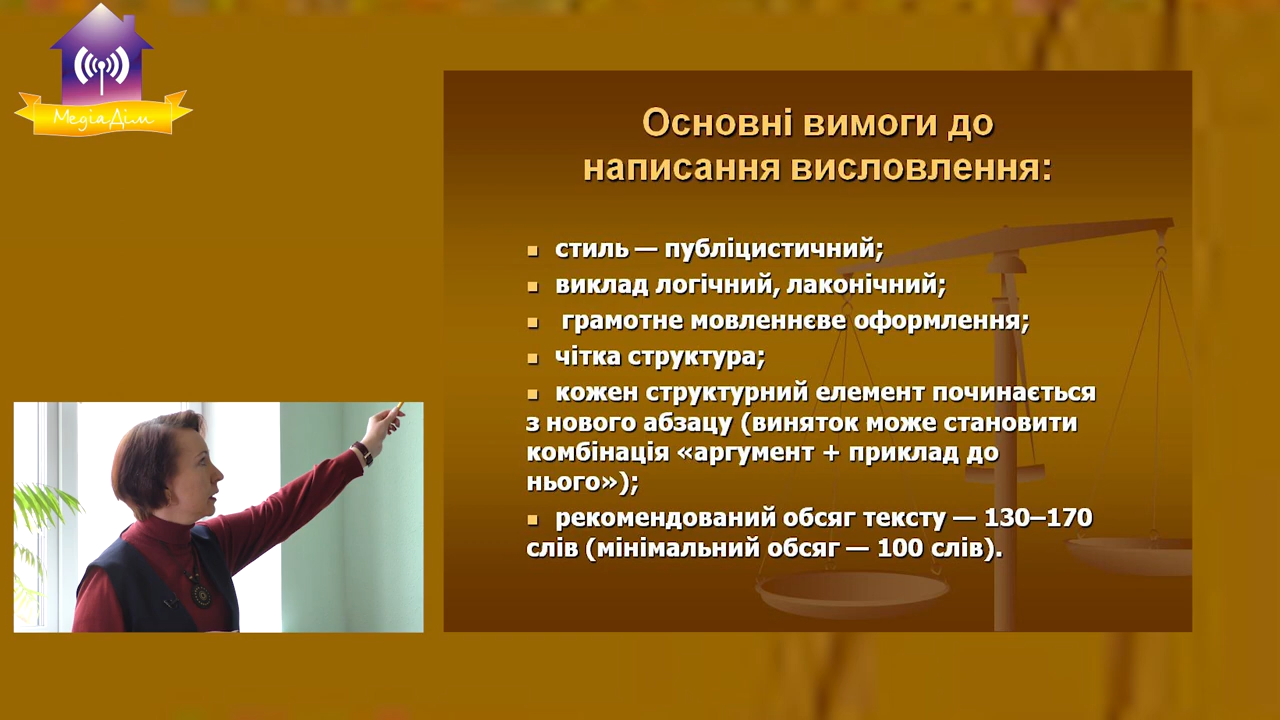 МедіаДім
Основні вимоги до
написання висловлення:
▪ стиль — публіцистичний;
▪ виклад логічний, лаконічний;
▪ грамотне мовленнєве оформлення;
▪ чітка структура;
▪ кожен структурний елемент починається
з нового абзацу (виняток може становити
комбінація «аргумент + приклад до
нього»);
▪ рекомендований обсяг тексту — 130–170
слів (мінімальний обсяг — 100 слів).